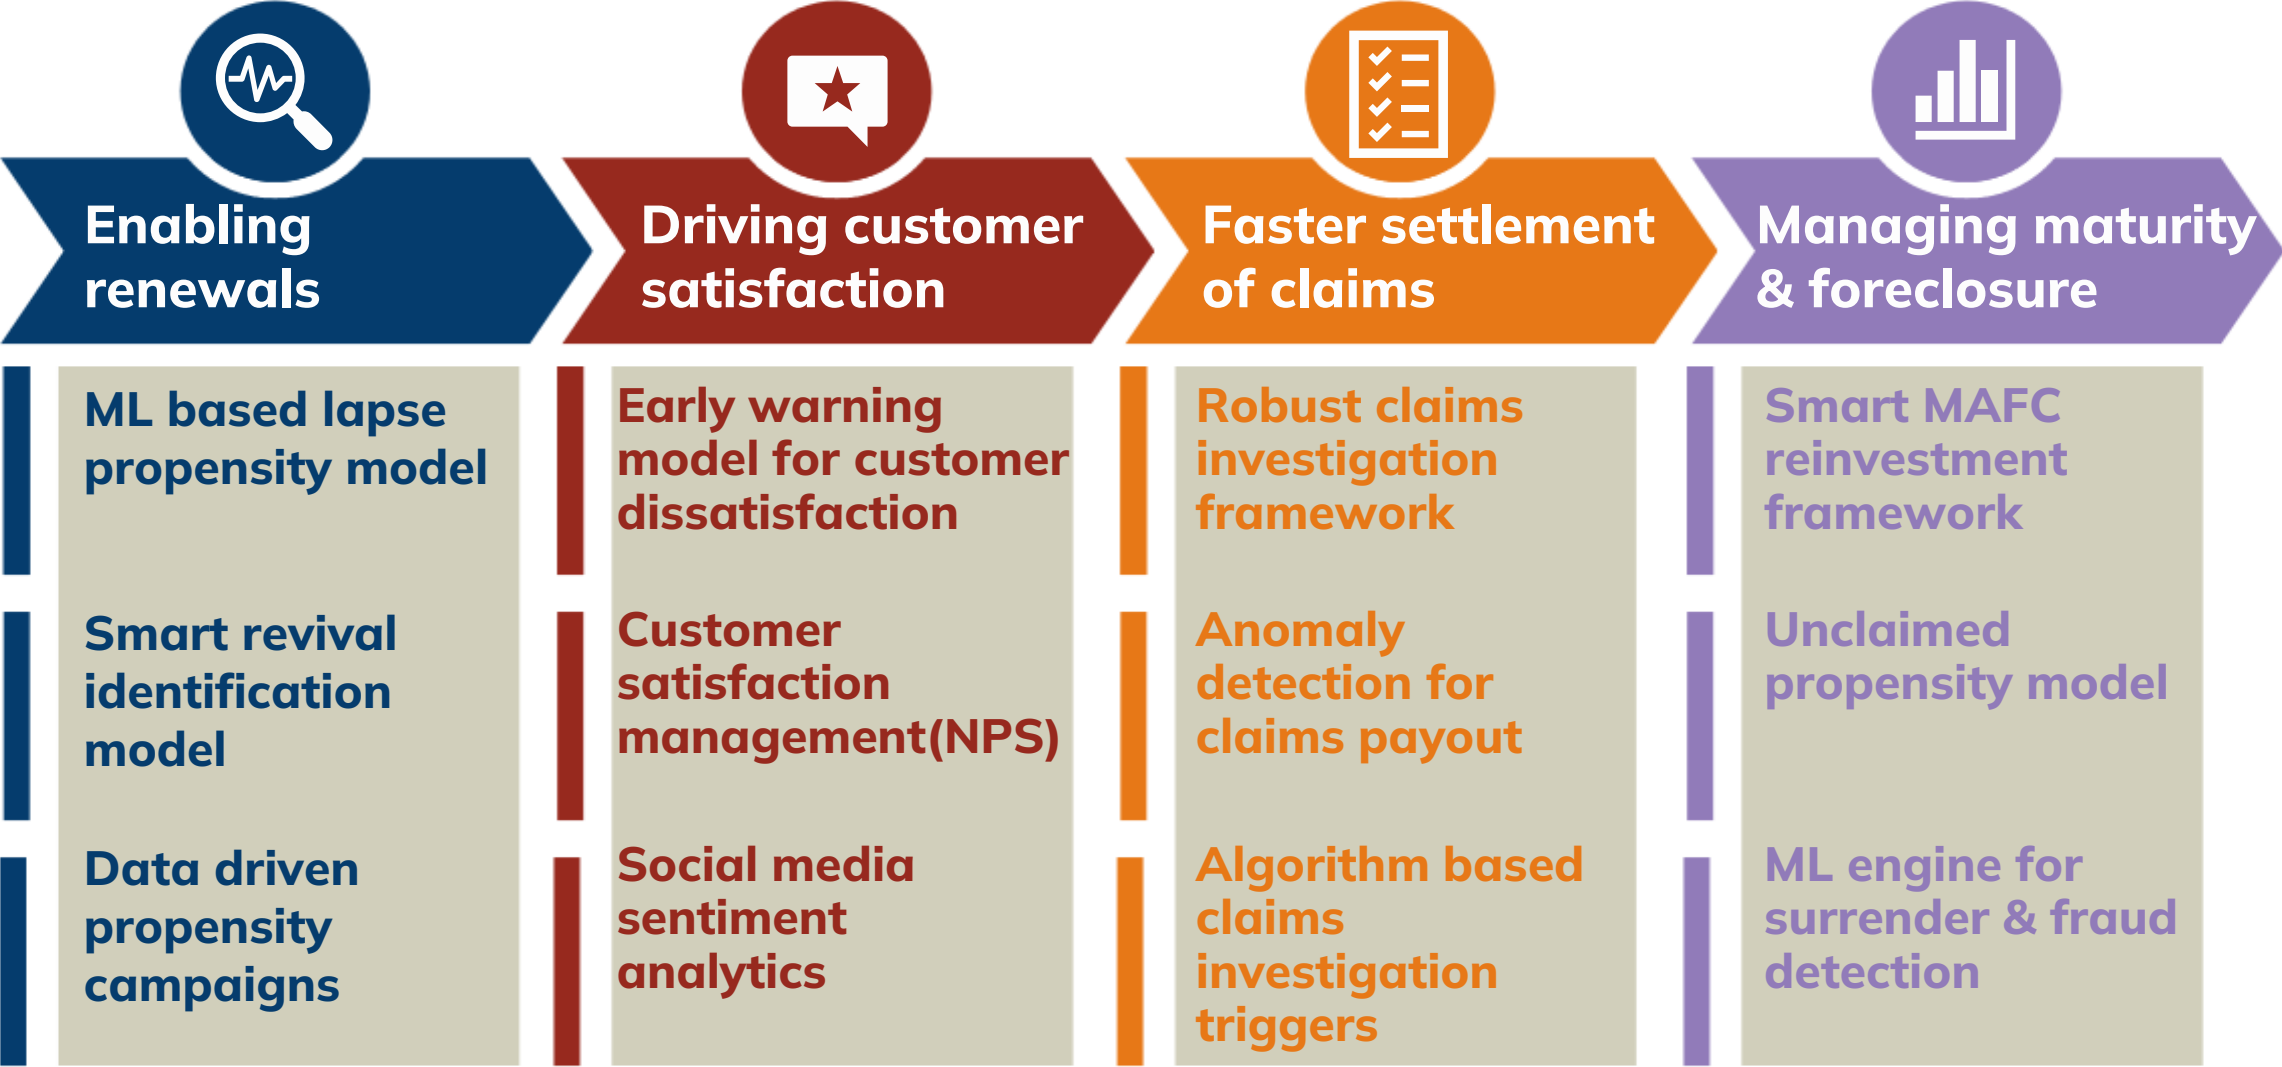 Enabling
renewals
ML based lapse
propensity model
Smart revival
identification
model
Data driven
propensity
campaigns
Driving customer
satisfaction
Early warning
model for customer
dissatisfaction
Customer
satisfaction
management(NPS)
Social media
sentiment
analytics
Faster settlement
of claims
Robust claims
investigation
framework
Anomaly
detection for
claims payout
Algorithm based
claims
investigation
triggers
Managing maturity
& foreclosure
Smart MAFC
reinvestment
framework
Unclaimed
propensity model
ML engine for
surrender & fraud
detection